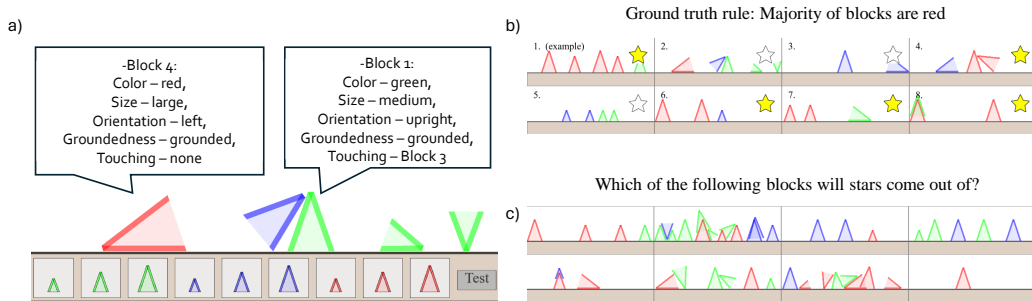 a)
-Block 4:
Color – red,
Size – large,
Orientation – left,
Groundedness – grounded,
Touching – none
-Block 1:
Color – green,
Size – medium,
Orientation – upright,
Groundedness – grounded,
Touching – Block 3
Test
b)
Ground truth rule: Majority of blocks are red
1. (example)
2.
3.
4.
5.
6.
7.
8.
Which of the following blocks will stars come out of?
c)